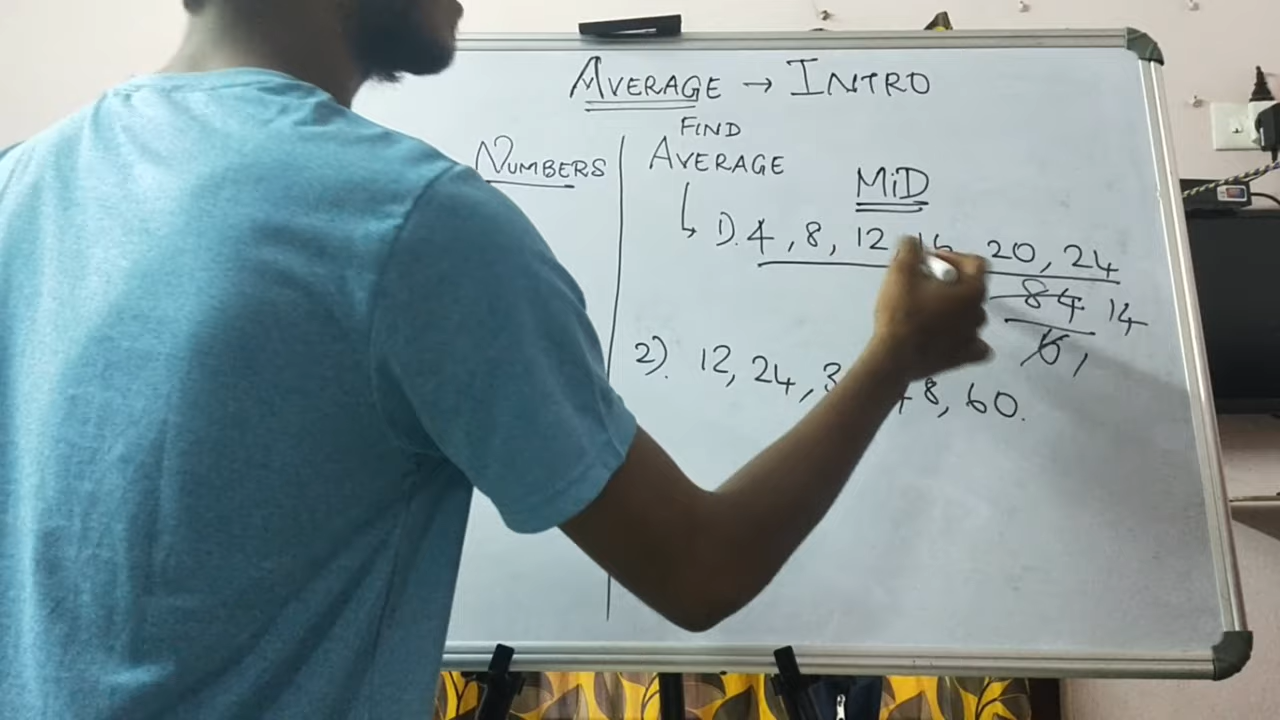 AVERAGE → INTRO
NUMBERS
FIND
AVERAGE
MiD
1). 4, 8, 12, 16, 20, 24
84 14
6,
2). 12, 24, 3 48, 60.